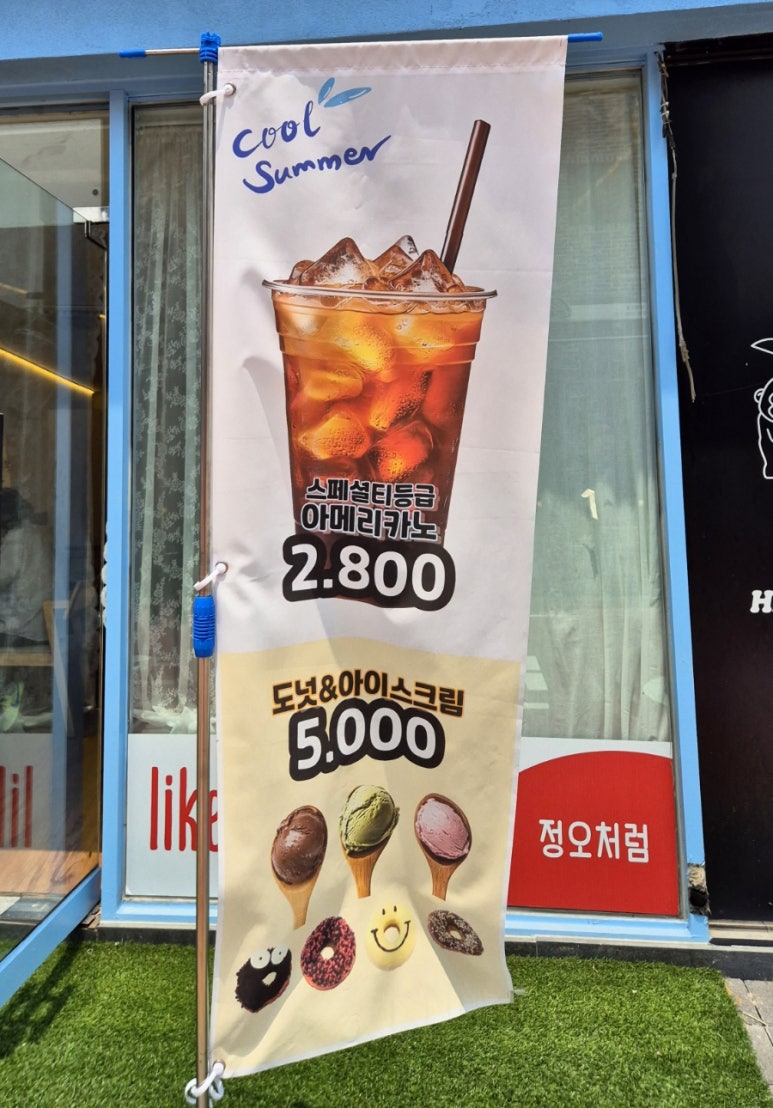 cool
Summer
스페셜티등급
아메리카노
2.800
도넛&아이스크림
5.000
like
정오처럼